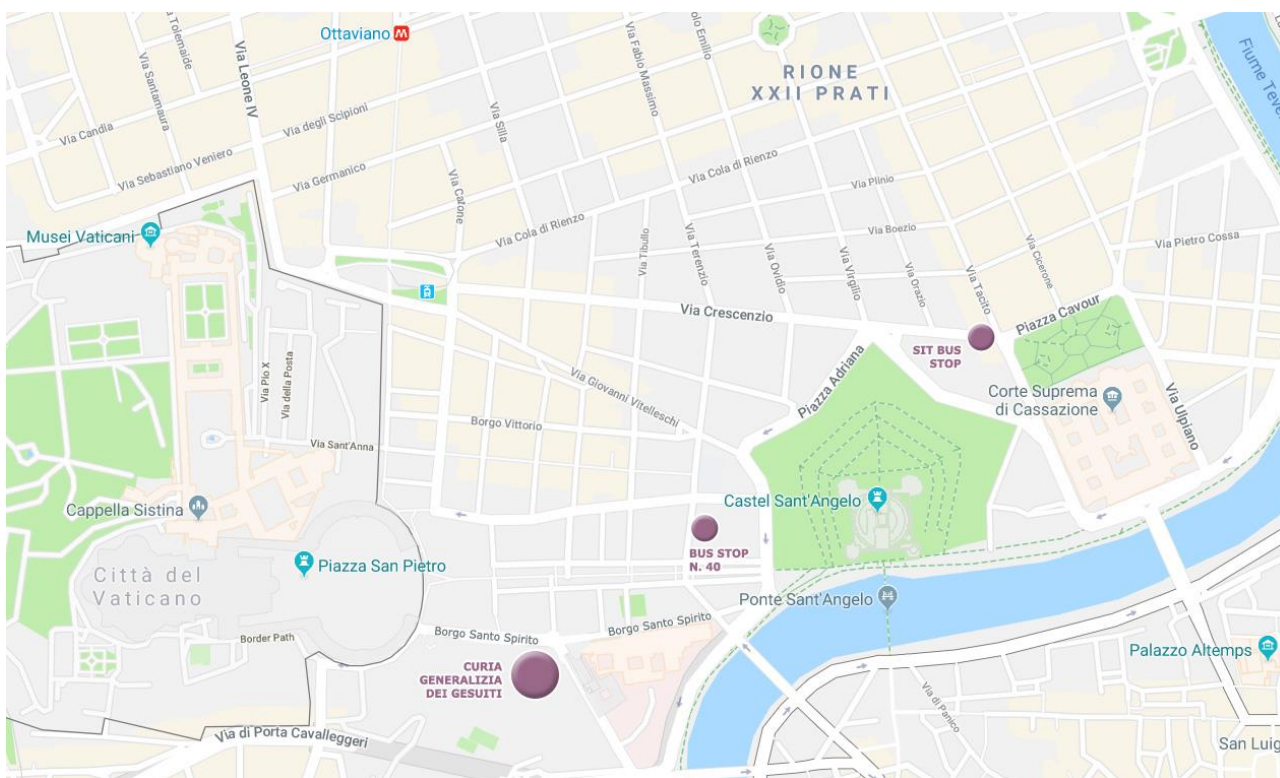 Ottaviano M
Via Tolemaide
Via Leone IV
Via Santamaura
Via Candia
Via degli Scipioni
Via Silla
Via Fabio Massimo
RIONE
XXII PRATI
Via Sebastiano Veniero
Via Germanico
Via Cola di Rienzo
Via Plinio
Musei Vaticani
Via Cola di Rienzo
Via Tibullo
Via Terenzio
Via Ovidio
Via Virgilio
Via Boezio
Via Orazio
Via Tacito
Via Cicerone
Via Pietro Cossa
Via Crescenzio
Piazza Cavour
SIT BUS
STOP
Via Pio X
Via della Posta
Via Giovanni Vitelleschi
Piazza Adriana
Corte Suprema
di Cassazione
Via Ulpiano
Borgo Vittorio
Via Sant'Anna
Cappella Sistina
Castel Sant'Angelo
BUS STOP
N. 40
Piazza San Pietro
Città del
Vaticano
Ponte Sant'Angelo
Border Path
Borgo Santo Spirito
Borgo Santo Spirito
CURIA
GENERALIZIA
DEI GESUITI
Palazzo Altemps
Via di Panico
Via di Porta Cavalleggeri
San Luig